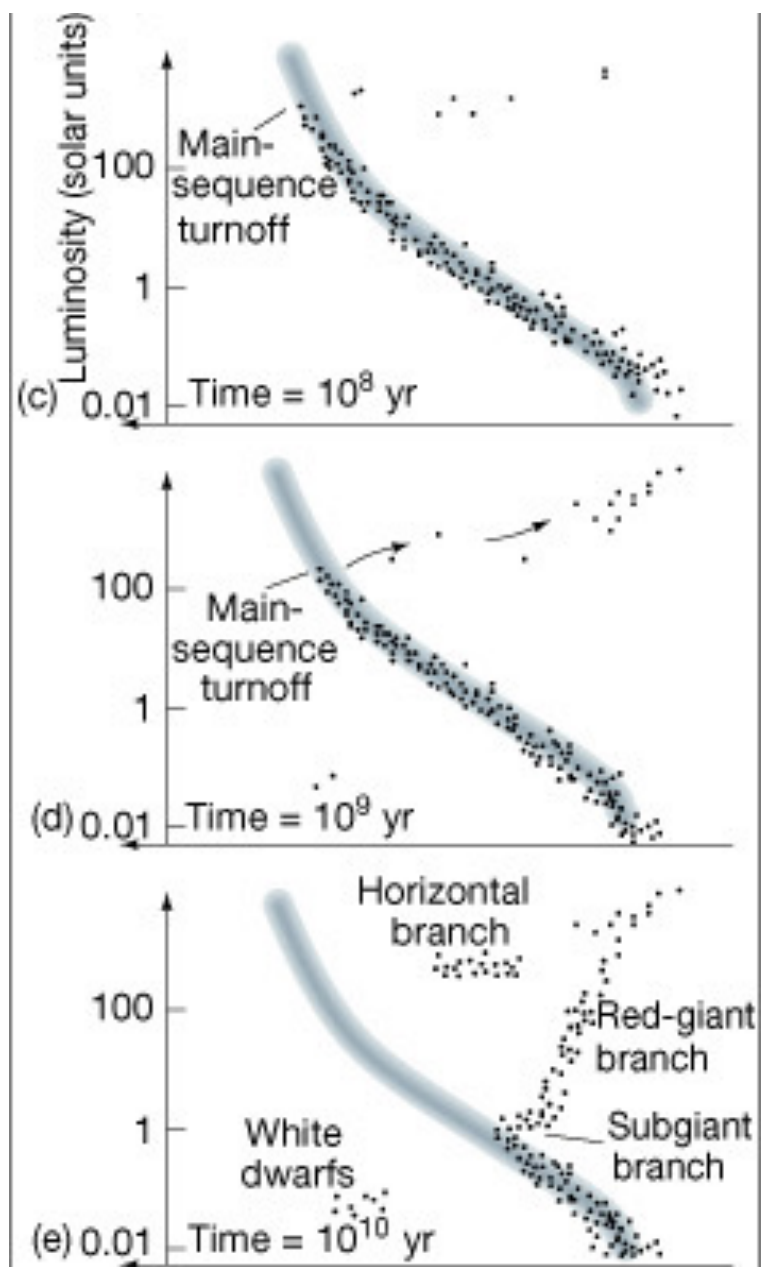 Luminosity (solar units)
Main-
sequence
turnoff
100
1
0.01
(c)
Time = 10⁸ yr
100
Main-
sequence
turnoff
1
0.01
(d)
Time = 10⁹ yr
Horizontal
branch
100
Red-giant
branch
1
Subgiant
branch
White
dwarfs
(e)
0.01
Time = 10¹⁰ yr